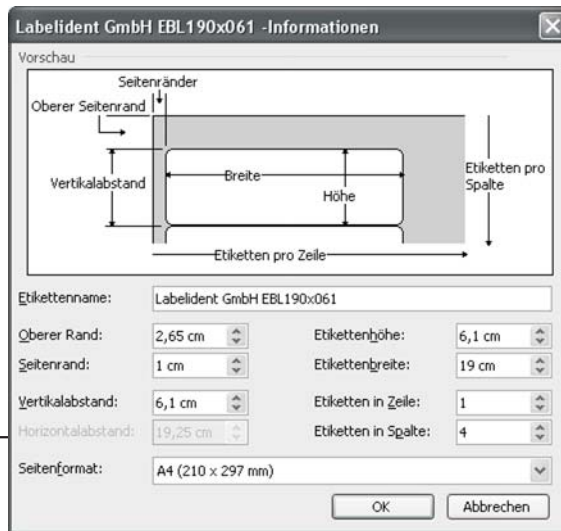 Labelident GmbH EBL190x061 -Informationen
Vorschau
Seitenränder
Oberer Seitenrand
Vertikalabstand
Breite
Höhe
Etiketten pro
Spalte
Etiketten pro Zeile
Etikettenname: Labelident GmbH EBL190x061
Oberer Rand: 2,65 cm Etikettenhöhe: 6,1 cm
Seitenrand: 1 cm Etikettenbreite: 19 cm
Vertikalabstand: 6,1 cm Etiketten in Zeile: 1
Horizontalabstand: 19,25 cm Etiketten in Spalte: 4
Seitenformat: A4 (210 x 297 mm)
OK Abbrechen